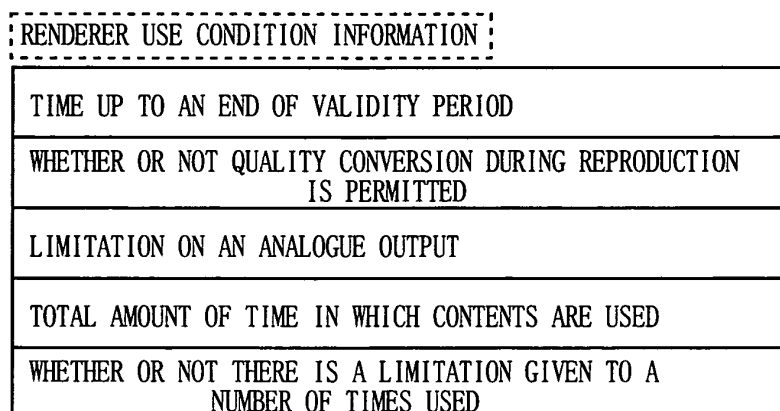 RENDERER USE CONDITION INFORMATION
TIME UP TO AN END OF VALIDITY PERIOD
WHETHER OR NOT QUALITY CONVERSION DURING REPRODUCTION
IS PERMITTED
LIMITATION ON AN ANALOGUE OUTPUT
TOTAL AMOUNT OF TIME IN WHICH CONTENTS ARE USED
WHETHER OR NOT THERE IS A LIMITATION GIVEN TO A
NUMBER OF TIMES USED